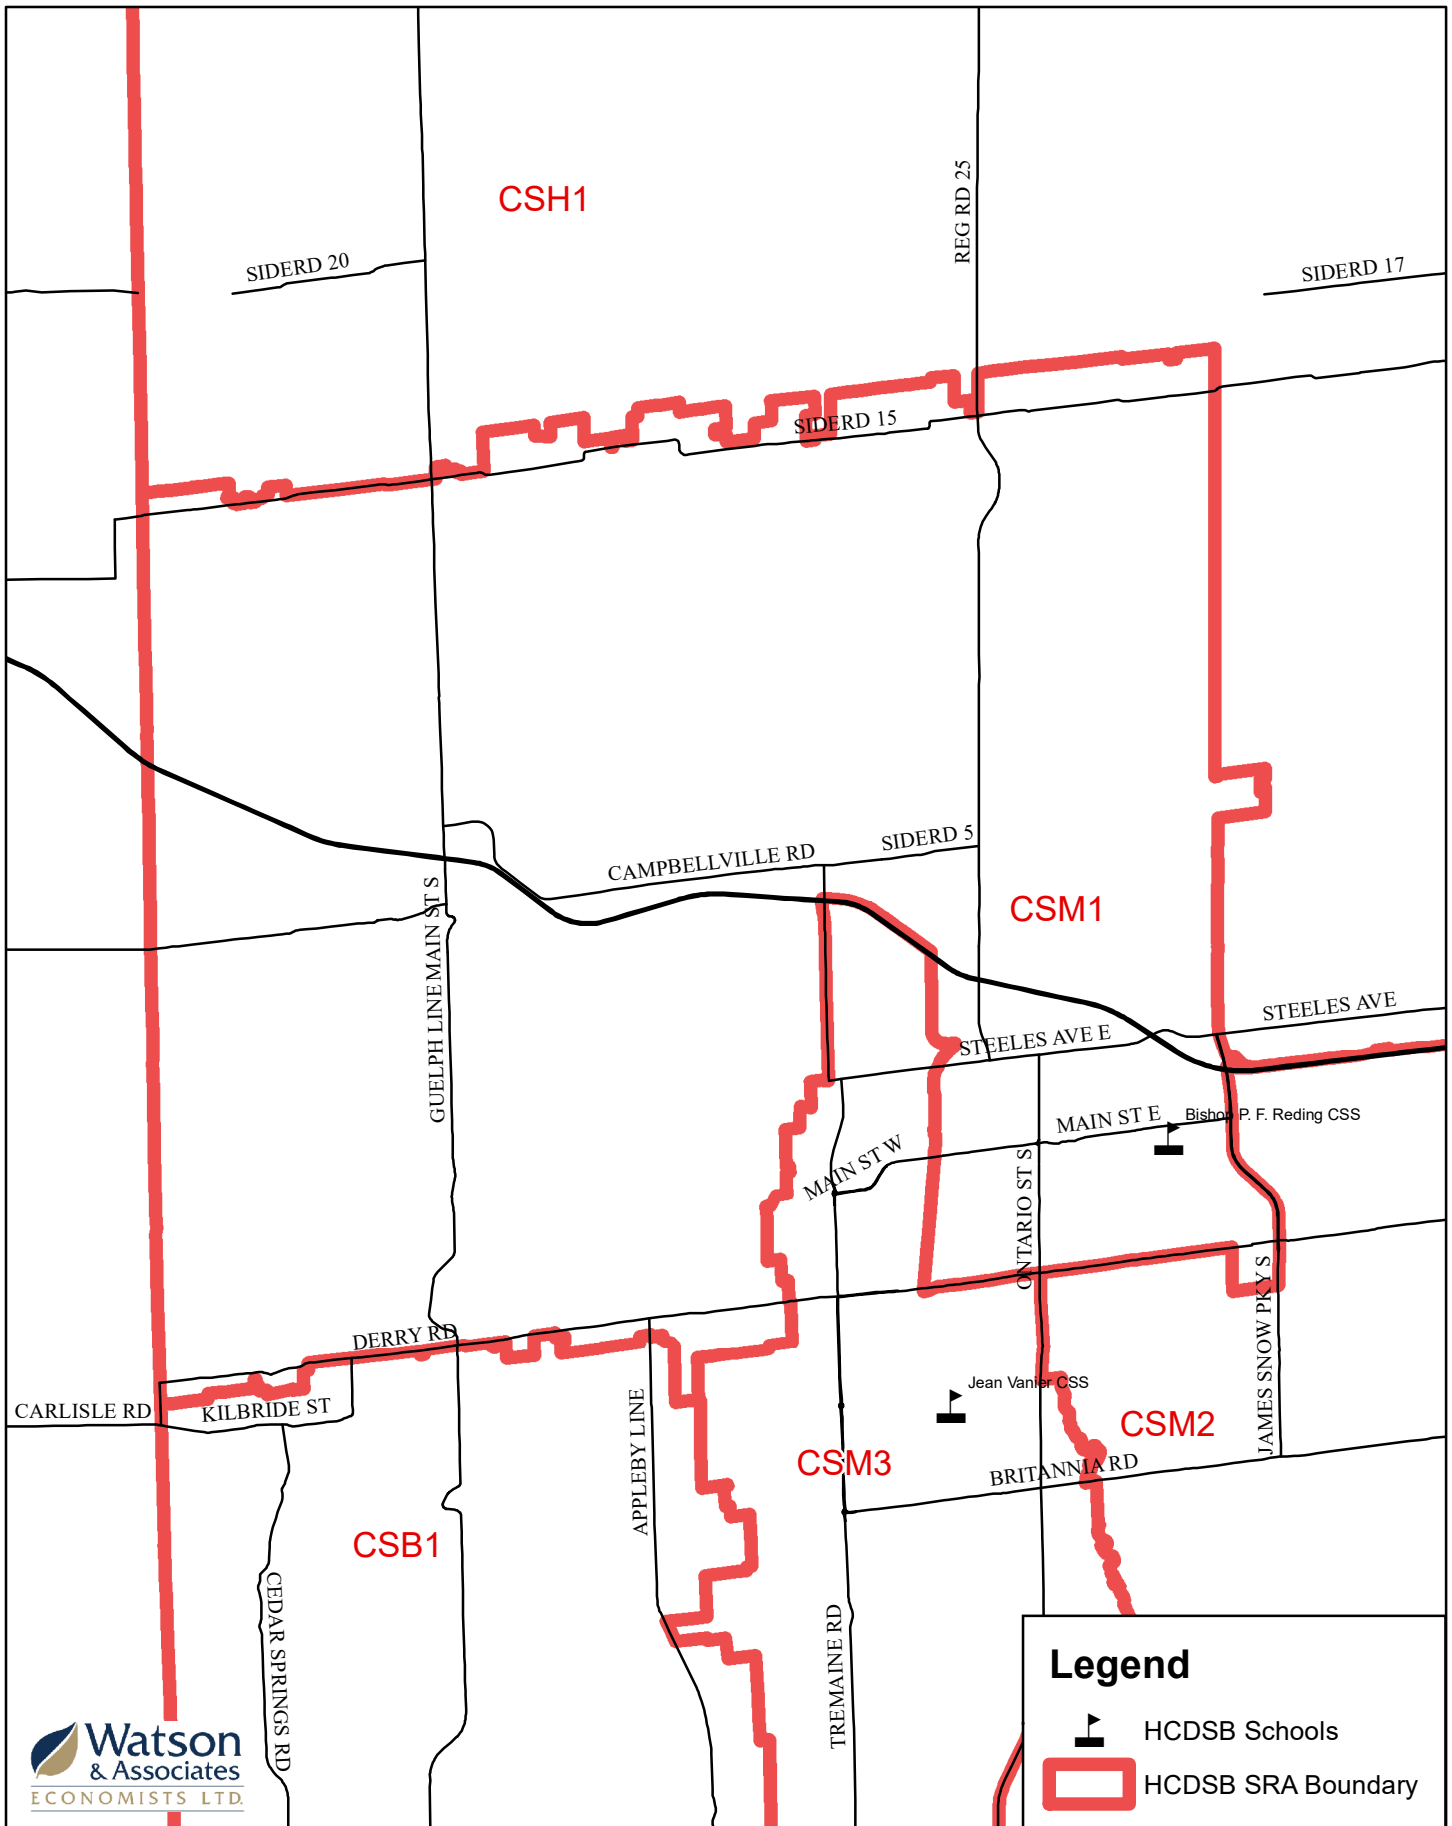 CSH1
REG RD 25
SIDERD 20
SIDERD 17
SIDERD 15
SIDERD 5
CAMPBELLVILLE RD
GUELPH LINE MAIN ST S
CSM1
STEELES AVE
STEELES AVE E
MAIN ST E
Bishop P. F. Reding CSS
MAIN ST W
ONTARIO ST S
JAMES SNOW PKY S
DERRY RD
CARLISLE RD
KILBRIDE ST
Jean Vanier CSS
APPLEBY LINE
CSM2
CSM3
BRITANNIA RD
CSB1
CEDAR SPRINGS RD
TREMAINE RD
Legend
HCDSB Schools
HCDSB SRA Boundary
Watson
& Associates
ECONOMISTS LTD.